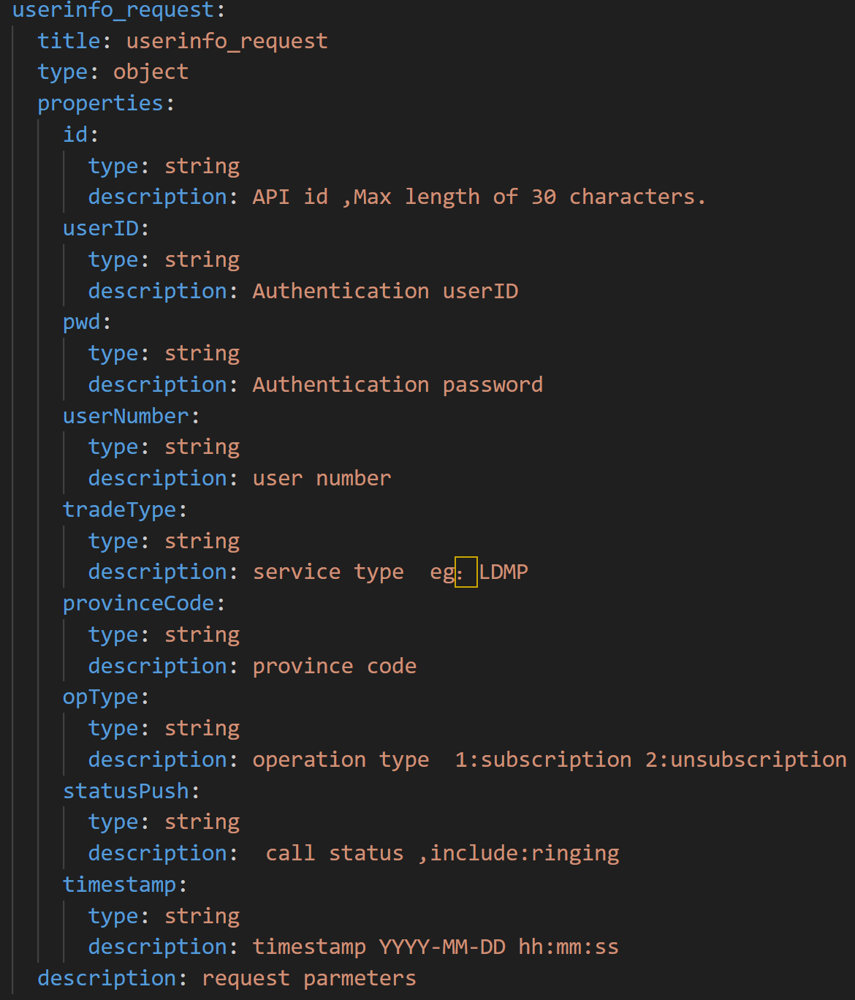 userinfo_request:
  title: userinfo_request
  type: object
  properties:
    id:
      type: string
      description: API id ,Max length of 30 characters.
    userID:
      type: string
      description: Authentication userID
    pwd:
      type: string
      description: Authentication password
    userNumber:
      type: string
      description: user number
    tradeType:
      type: string
      description: service type  eg：LDMP
    provinceCode:
      type: string
      description: province code
    opType:
      type: string
      description: operation type  1:subscription 2:unsubscription
    statusPush:
      type: string
      description:  call status ,include:ringing
    timestamp:
      type: string
      description: timestamp YYYY-MM-DD hh:mm:ss
  description: request parmeters